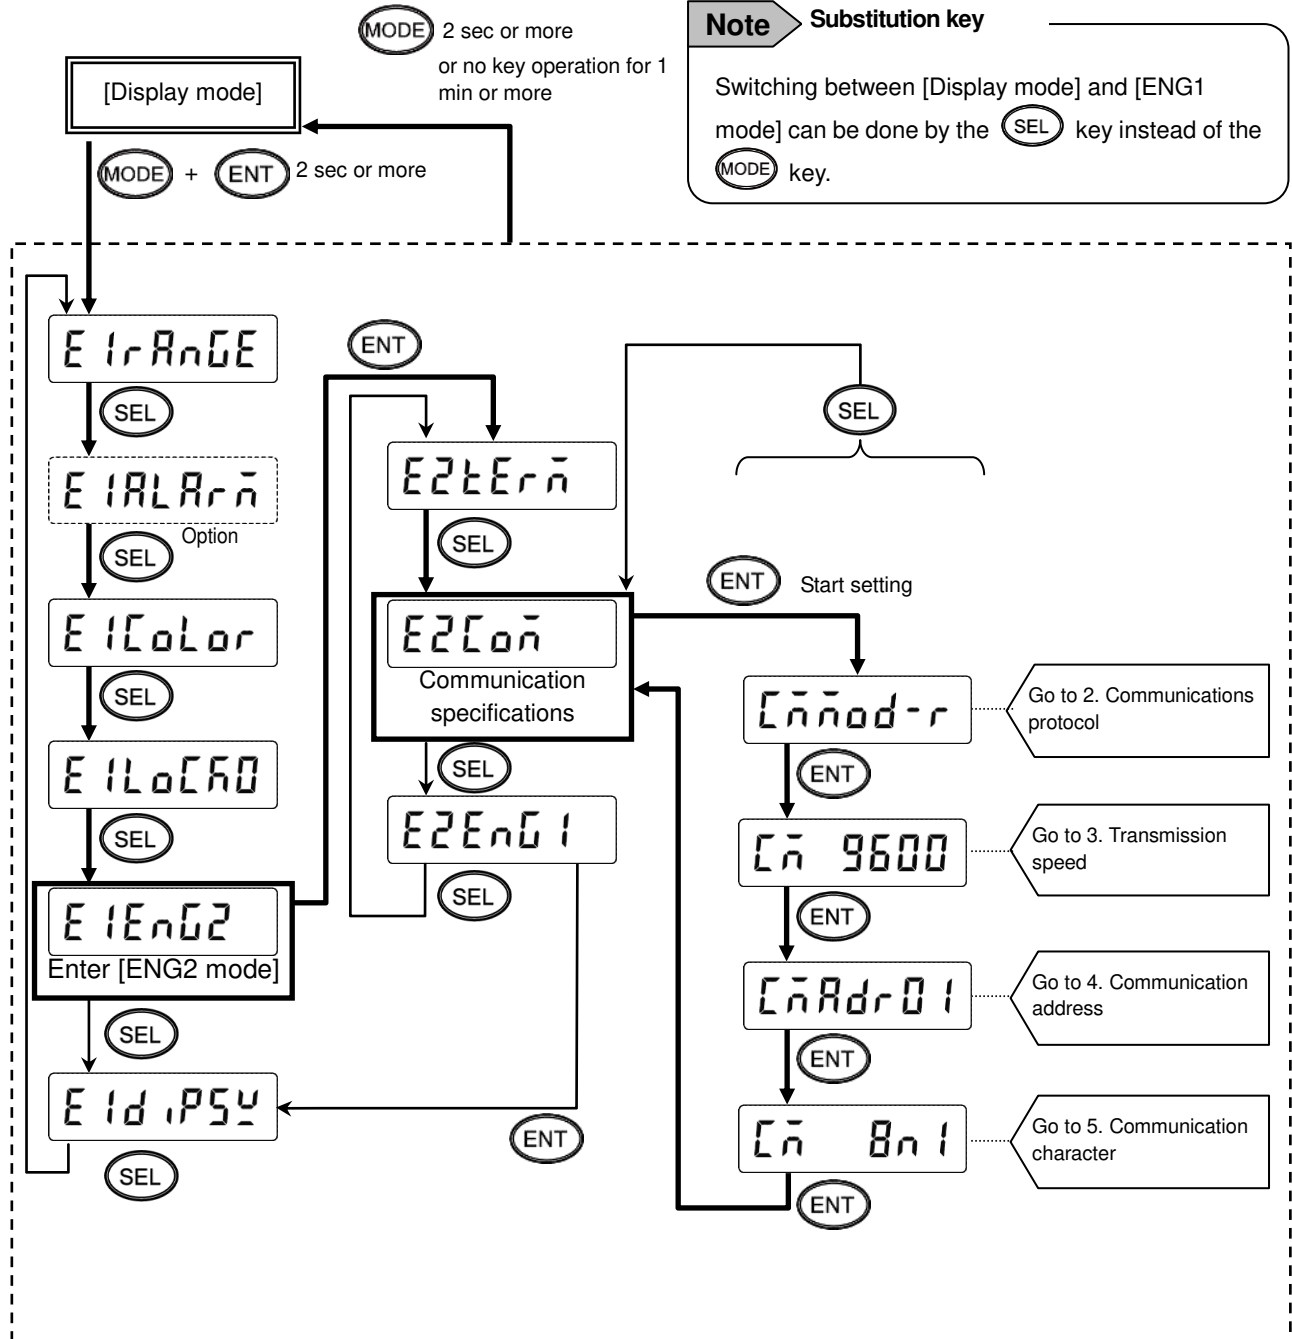 MODE 2 sec or more
or no key operation for 1
min or more
Note Substitution key
Switching between [Display mode] and [ENG1
mode] can be done by the SEL key instead of the
MODE key.
[Display mode]
MODE + ENT 2 sec or more
E1rAnGE
SEL
E1ALArm
Option
SEL
E1CoLor
SEL
E1LoCK0
SEL
E1EnG2
Enter [ENG2 mode]
SEL
E1diPSW
SEL
ENT
E2tErm
SEL
E2Com
Communication
specifications
SEL
E2EnG1
SEL
ENT
SEL
ENT Start setting
Cmmod-r
Go to 2. Communications
protocol
ENT
Cm 9600
Go to 3. Transmission
speed
ENT
CmAdr01
Go to 4. Communication
address
ENT
Cm 8n1
Go to 5. Communication
character
ENT